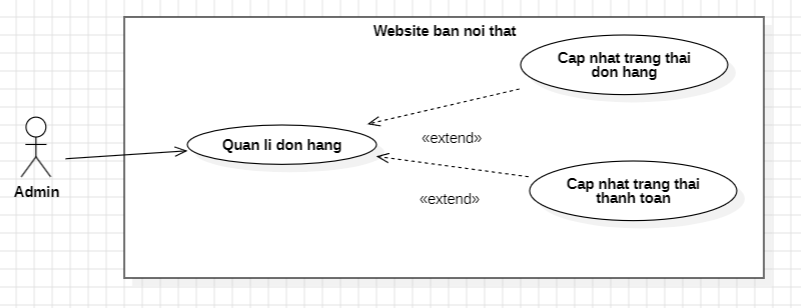 Website ban noi that
Cap nhat trang thai
don hang
«extend»
Quan li don hang
Cap nhat trang thai
thanh toan
Admin
«extend»